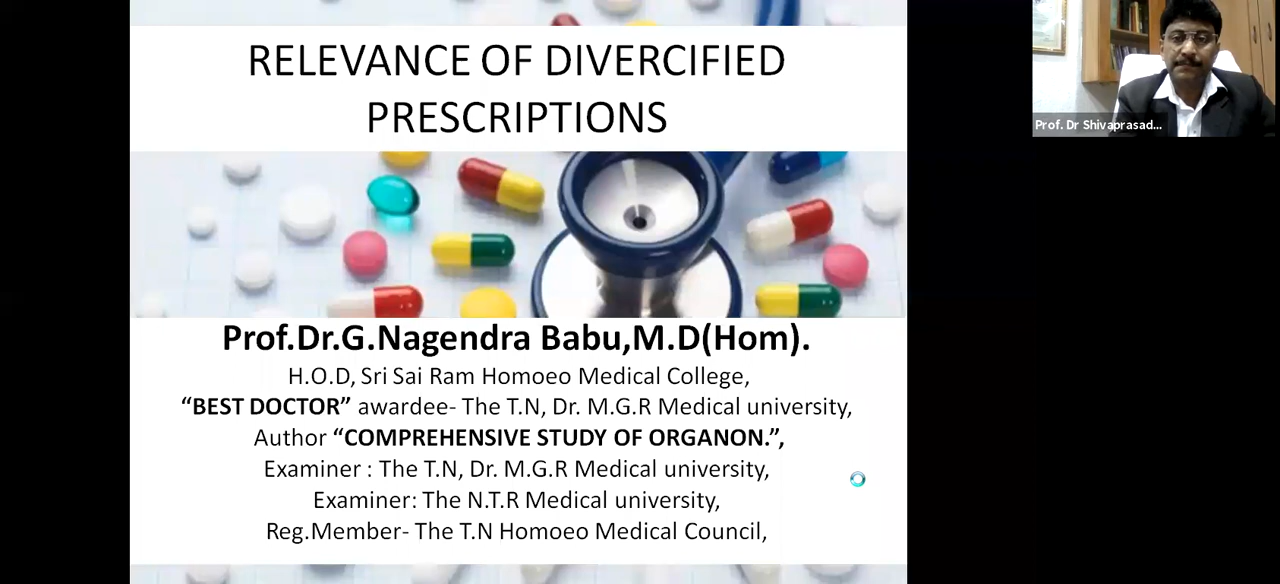 RELEVANCE OF DIVERCIFIED
PRESCRIPTIONS
Prof.Dr.G.Nagendra Babu,M.D(Hom).
H.O.D, Sri Sai Ram Homoeo Medical College,
“BEST DOCTOR” awardee- The T.N, Dr. M.G.R Medical university,
Author “COMPREHENSIVE STUDY OF ORGANON.”,
Examiner : The T.N, Dr. M.G.R Medical university,
Examiner: The N.T.R Medical university,
Reg.Member- The T.N Homoeo Medical Council,
Prof. Dr Shivaprasad...